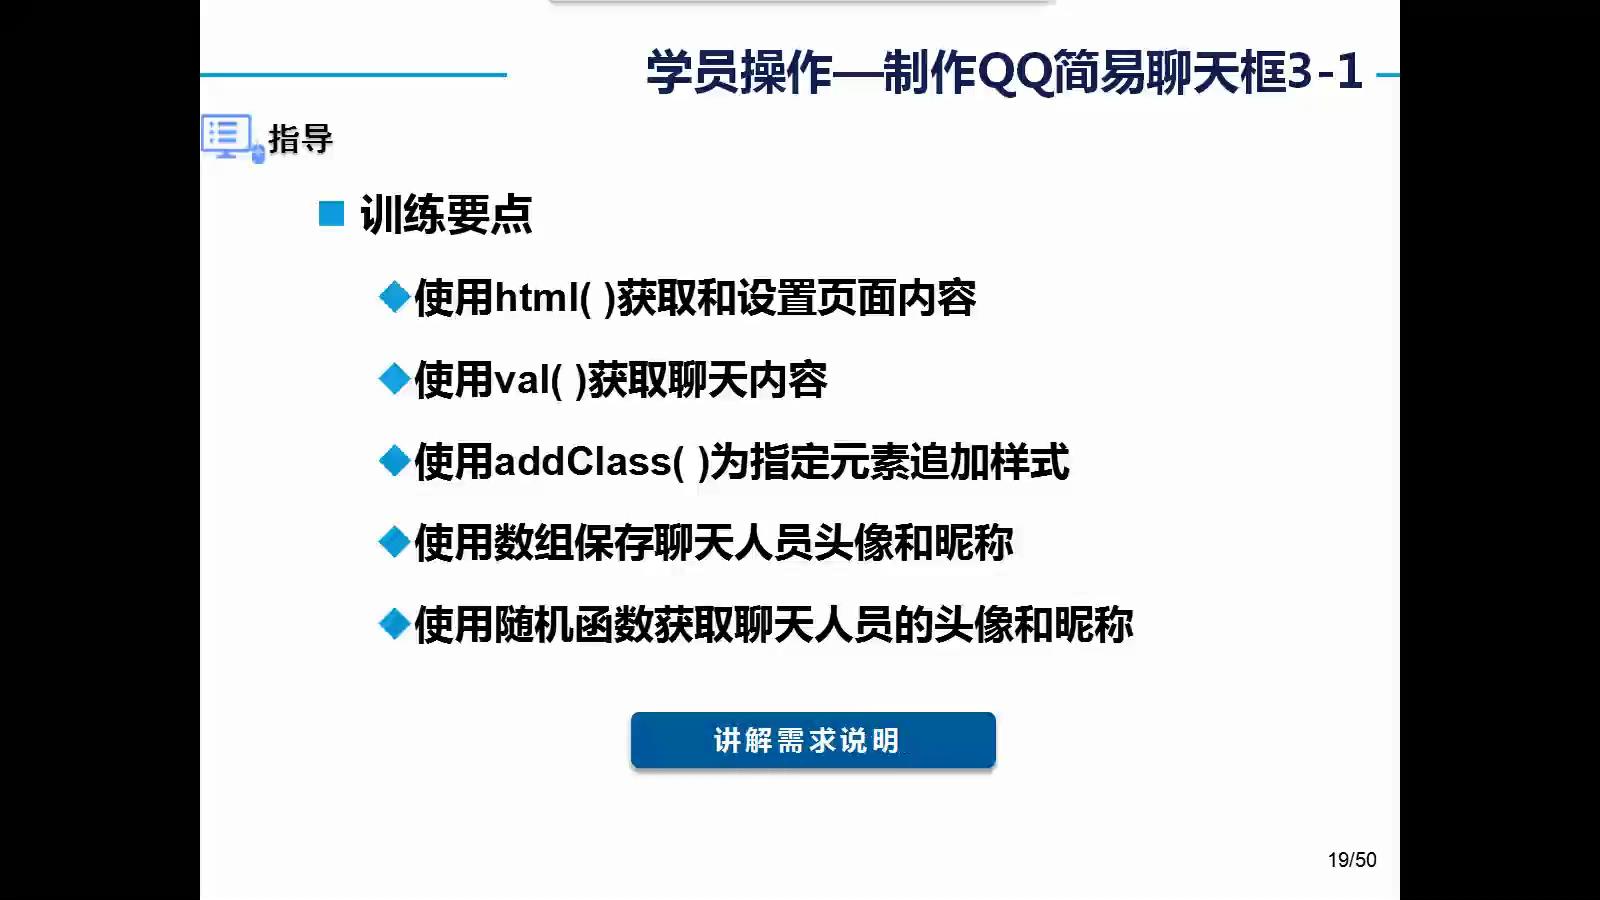 学员操作—制作QQ简易聊天框3-1
指导
训练要点
使用html( )获取和设置页面内容
使用val( )获取聊天内容
使用addClass( )为指定元素追加样式
使用数组保存聊天人员头像和昵称
使用随机函数获取聊天人员的头像和昵称
讲解需求说明
19/50